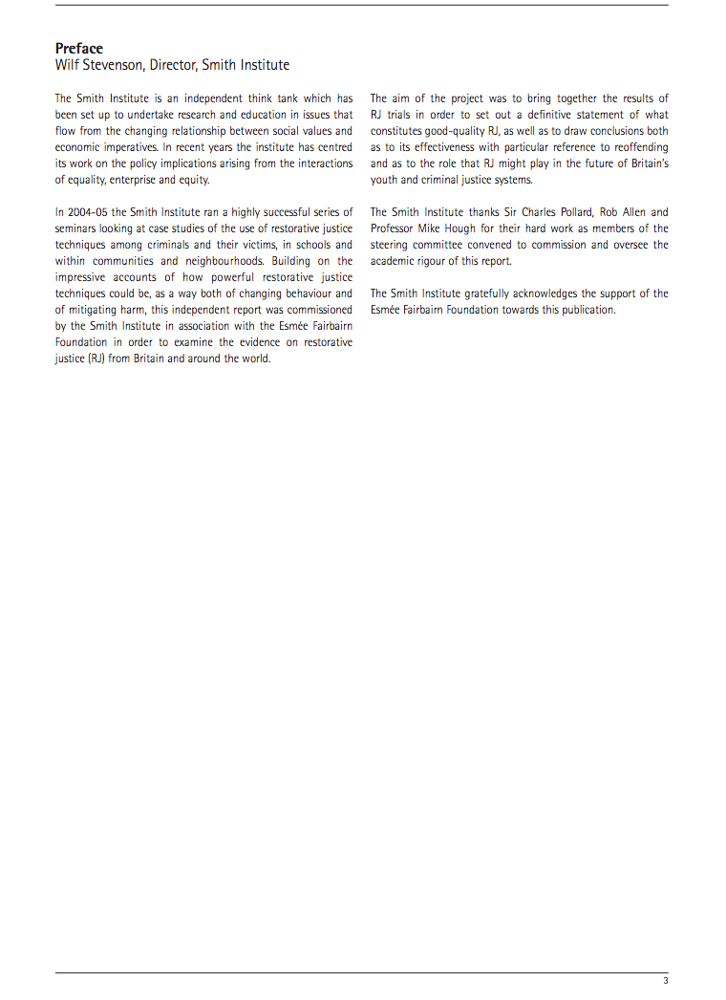 Preface
Wilf Stevenson, Director, Smith Institute
The Smith Institute is an independent think tank which has
been set up to undertake research and education in issues that
flow from the changing relationship between social values and
economic imperatives. In recent years the institute has centred
its work on the policy implications arising from the interactions
of equality, enterprise and equity.
In 2004-05 the Smith Institute ran a highly successful series of
seminars looking at case studies of the use of restorative justice
techniques among criminals and their victims, in schools and
within communities and neighbourhoods. Building on the
impressive accounts of how powerful restorative justice
techniques could be, as a way both of changing behaviour and
of mitigating harm, this independent report was commissioned
by the Smith Institute in association with the Esmée Fairbairn
Foundation in order to examine the evidence on restorative
justice (RJ) from Britain and around the world.
The aim of the project was to bring together the results of
RJ trials in order to set out a definitive statement of what
constitutes good-quality RJ, as well as to draw conclusions both
as to its effectiveness with particular reference to reoffending
and as to the role that RJ might play in the future of Britain's
youth and criminal justice systems.
The Smith Institute thanks Sir Charles Pollard, Rob Allen and
Professor Mike Hough for their hard work as members of the
steering committee convened to commission and oversee the
academic rigour of this report.
The Smith Institute gratefully acknowledges the support of the
Esmée Fairbairn Foundation towards this publication.
3